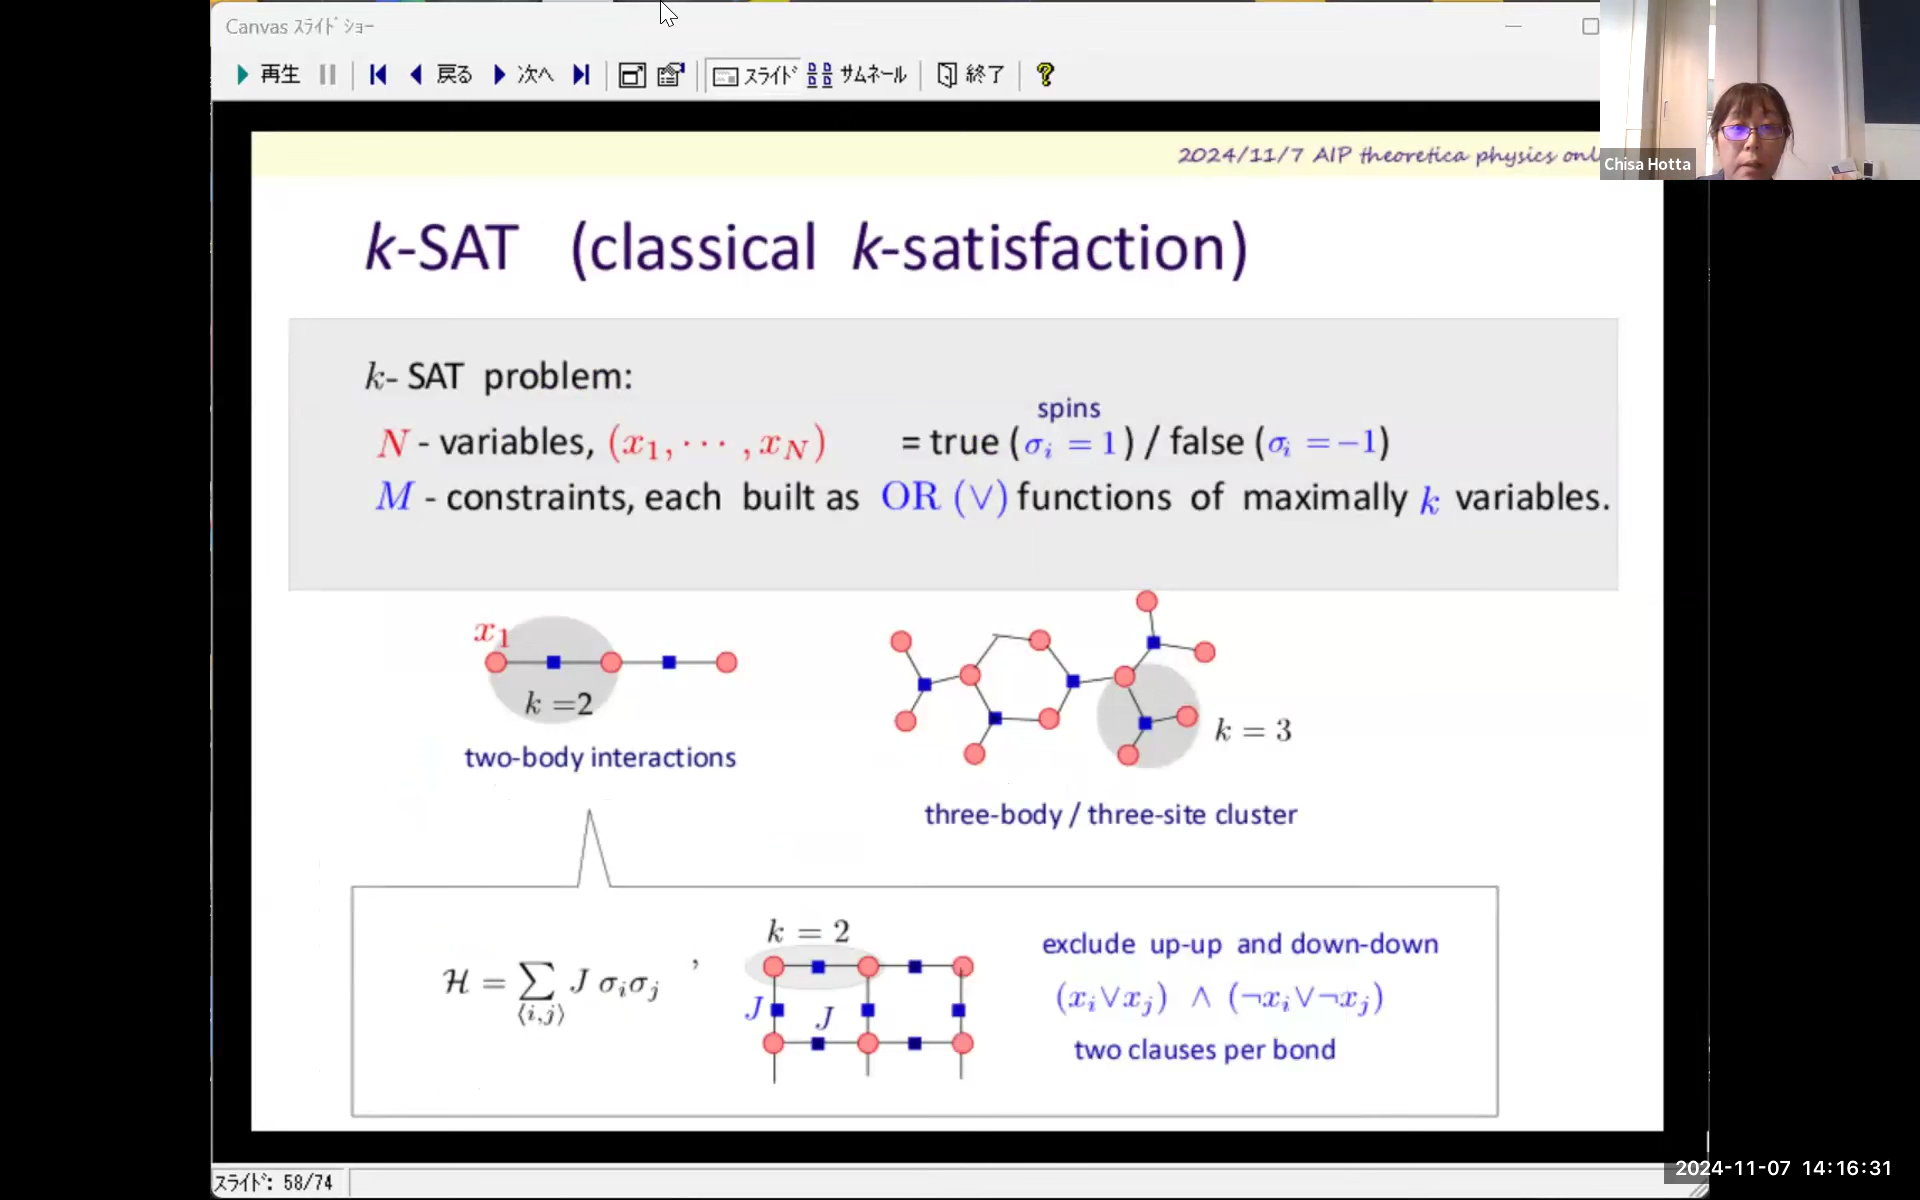 Canvas スライド ショー
再生 戻る 次へ スライド サムネール 終了 ?
2024/11/7 AIP theoretica physics onl
Chisa Hotta
k-SAT (classical k-satisfaction)
k- SAT problem:
spins
N - variables, (x₁, ··· , x_N) = true (σᵢ = 1) / false (σᵢ = −1)
M - constraints, each built as OR (∨) functions of maximally k variables.
x₁
k =2
two-body interactions
k = 3
three-body / three-site cluster
H = ∑⟨i,j⟩ J σᵢσⱼ ,
k = 2
J
J
exclude up-up and down-down
(xᵢ∨xⱼ) ∧ (¬xᵢ∨¬xⱼ)
two clauses per bond
スライド: 58/74
2024-11-07 14:16:31